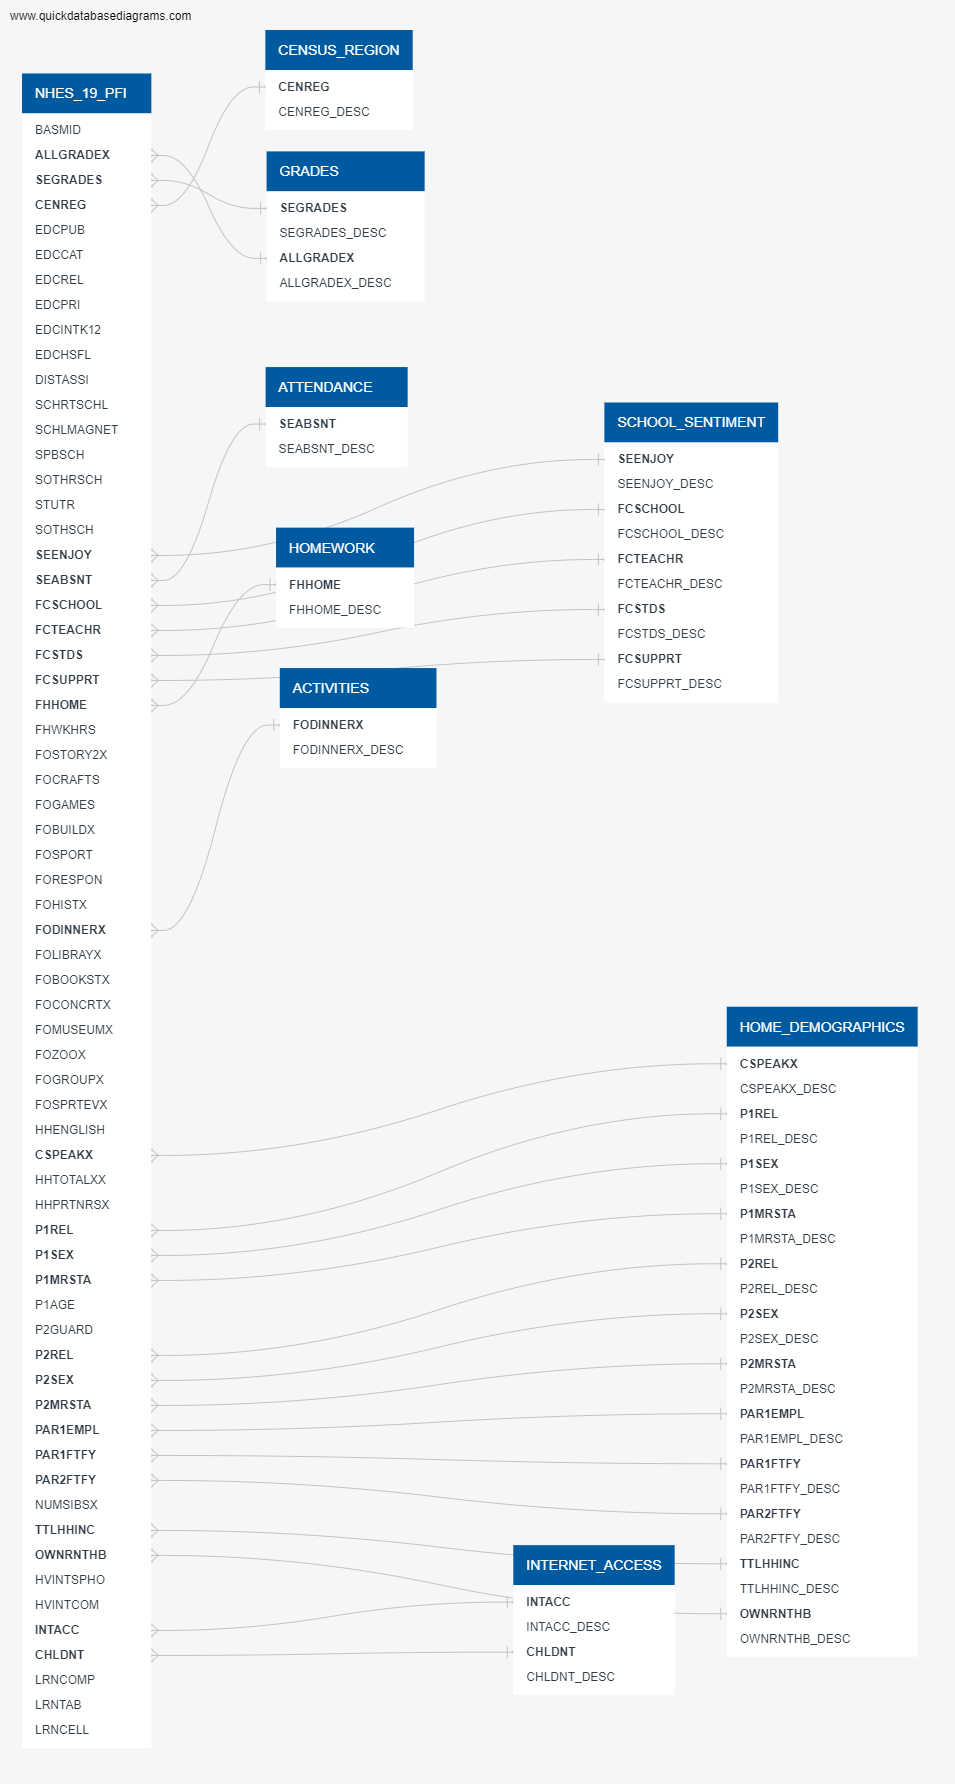 www.quickdatabasediagrams.com
NHES_19_PFI
BASMID
ALLGRADEX
SEGRADES
CENREG
EDCPUB
EDCCAT
EDCREL
EDCPRI
EDCINTK12
EDCHSFL
DISTASSI
SCHRTSCHL
SCHLMAGNET
SPBSCH
SOTHRSCH
STUTR
SOTHSCH
SEENJOY
SEABSNT
FCSCHOOL
FCTEACHR
FCSTDS
FCSUPPRT
FHHOME
FHWKHRS
FOSTORY2X
FOCRAFTS
FOGAMES
FOBUILDX
FOSPORT
FORESPON
FOHISTX
FODINNERX
FOLIBRAYX
FOBOOKSTX
FOCONCRTX
FOMUSEUMX
FOZOOX
FOGROUPX
FOSPRTEVX
HHENGLISH
CSPEAKX
HHTOTALXX
HHPRTNRSX
P1REL
P1SEX
P1MRSTA
P1AGE
P2GUARD
P2REL
P2SEX
P2MRSTA
PAR1EMPL
PAR1FTFY
PAR2FTFY
NUMSIBSX
TTLHHINC
OWNRNTHB
HVINTSPHO
HVINTCOM
INTACC
CHLDNT
LRNCOMP
LRNTAB
LRNCELL
CENSUS_REGION
CENREG
CENREG_DESC
GRADES
SEGRADES
SEGRADES_DESC
ALLGRADEX
ALLGRADEX_DESC
ATTENDANCE
SEABSNT
SEABSNT_DESC
HOMEWORK
FHHOME
FHHOME_DESC
ACTIVITIES
FODINNERX
FODINNERX_DESC
SCHOOL_SENTIMENT
SEENJOY
SEENJOY_DESC
FCSCHOOL
FCSCHOOL_DESC
FCTEACHR
FCTEACHR_DESC
FCSTDS
FCSTDS_DESC
FCSUPPRT
FCSUPPRT_DESC
HOME_DEMOGRAPHICS
CSPEAKX
CSPEAKX_DESC
P1REL
P1REL_DESC
P1SEX
P1SEX_DESC
P1MRSTA
P1MRSTA_DESC
P2REL
P2REL_DESC
P2SEX
P2SEX_DESC
P2MRSTA
P2MRSTA_DESC
PAR1EMPL
PAR1EMPL_DESC
PAR1FTFY
PAR1FTFY_DESC
PAR2FTFY
PAR2FTFY_DESC
TTLHHINC
TTLHHINC_DESC
OWNRNTHB
OWNRNTHB_DESC
INTERNET_ACCESS
INTACC
INTACC_DESC
CHLDNT
CHLDNT_DESC